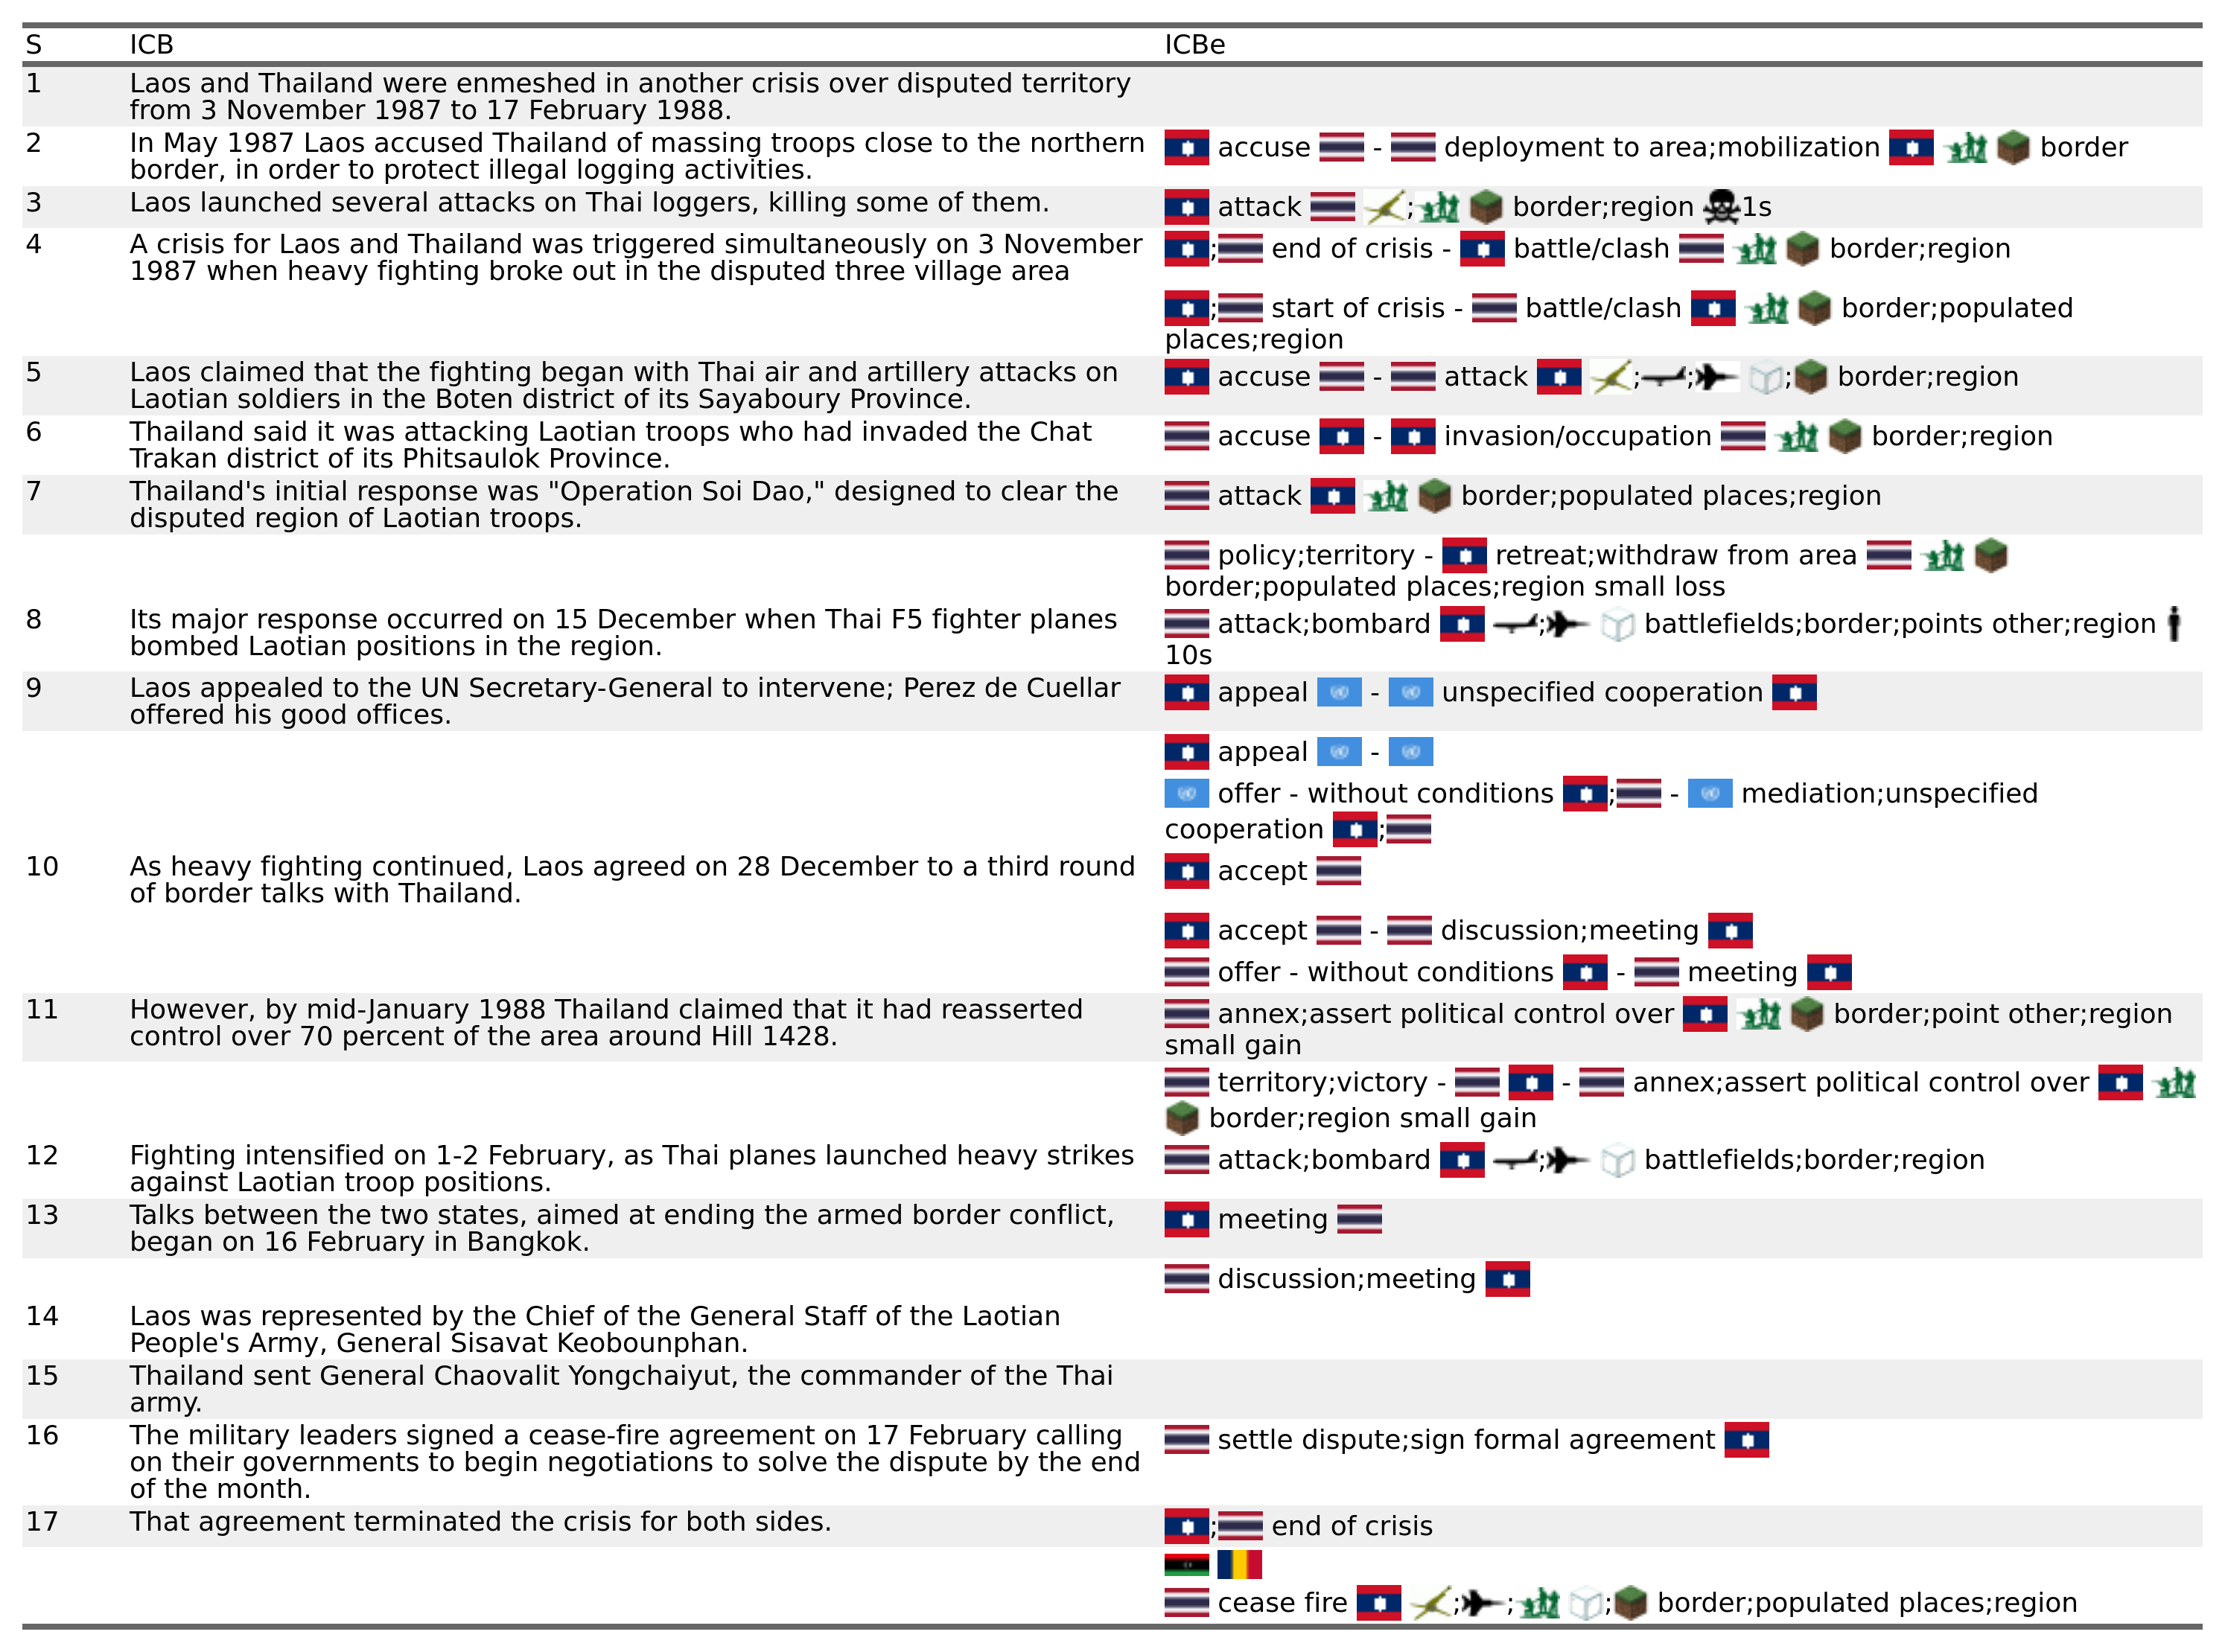 S ICB ICBe
1 Laos and Thailand were enmeshed in another crisis over disputed territory
from 3 November 1987 to 17 February 1988.
2 In May 1987 Laos accused Thailand of massing troops close to the northern
border, in order to protect illegal logging activities.
accuse - deployment to area;mobilization border
3 Laos launched several attacks on Thai loggers, killing some of them.
attack ; border;region 1s
4 A crisis for Laos and Thailand was triggered simultaneously on 3 November
1987 when heavy fighting broke out in the disputed three village area
; end of crisis - battle/clash border;region
; start of crisis - battle/clash border;populated
places;region
5 Laos claimed that the fighting began with Thai air and artillery attacks on
Laotian soldiers in the Boten district of its Sayaboury Province.
accuse - attack ; ; ; border;region
6 Thailand said it was attacking Laotian troops who had invaded the Chat
Trakan district of its Phitsaulok Province.
accuse - invasion/occupation border;region
7 Thailand's initial response was "Operation Soi Dao," designed to clear the
disputed region of Laotian troops.
attack border;populated places;region
policy;territory - retreat;withdraw from area
border;populated places;region small loss
8 Its major response occurred on 15 December when Thai F5 fighter planes
bombed Laotian positions in the region.
attack;bombard ; battlefields;border;points other;region
10s
9 Laos appealed to the UN Secretary-General to intervene; Perez de Cuellar
offered his good offices.
appeal - unspecified cooperation
appeal -
offer - without conditions ; - mediation;unspecified
cooperation ;
10 As heavy fighting continued, Laos agreed on 28 December to a third round
of border talks with Thailand.
accept
accept - discussion;meeting
offer - without conditions - meeting
11 However, by mid-January 1988 Thailand claimed that it had reasserted
control over 70 percent of the area around Hill 1428.
annex;assert political control over border;point other;region
small gain
territory;victory - - annex;assert political control over
border;region small gain
12 Fighting intensified on 1-2 February, as Thai planes launched heavy strikes
against Laotian troop positions.
attack;bombard ; battlefields;border;region
13 Talks between the two states, aimed at ending the armed border conflict,
began on 16 February in Bangkok.
meeting
discussion;meeting
14 Laos was represented by the Chief of the General Staff of the Laotian
People's Army, General Sisavat Keobounphan.
15 Thailand sent General Chaovalit Yongchaiyut, the commander of the Thai
army.
16 The military leaders signed a cease-fire agreement on 17 February calling
on their governments to begin negotiations to solve the dispute by the end
of the month.
settle dispute;sign formal agreement
17 That agreement terminated the crisis for both sides.
; end of crisis
cease fire ; ; ; border;populated places;region